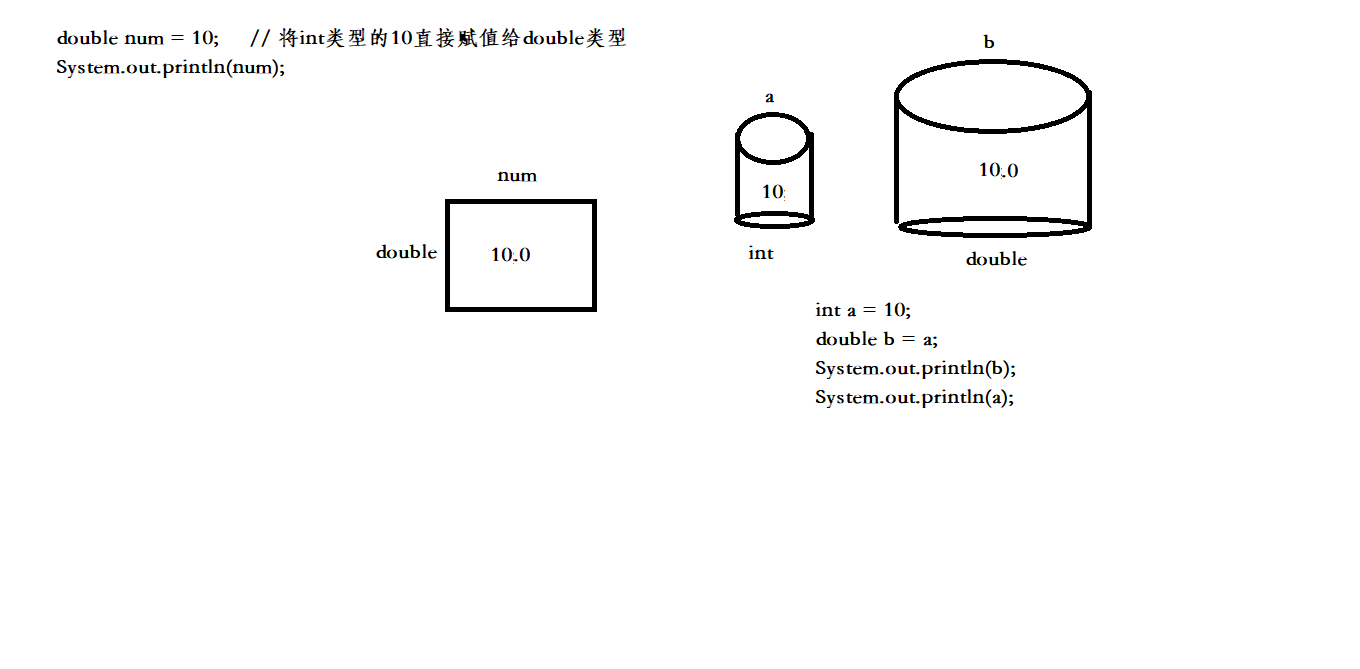 double num = 10; // 将int类型的10直接赋值给double类型
System.out.println(num);
num
double
10.0
a
10
int
b
10.0
double
int a = 10;
double b = a;
System.out.println(b);
System.out.println(a);